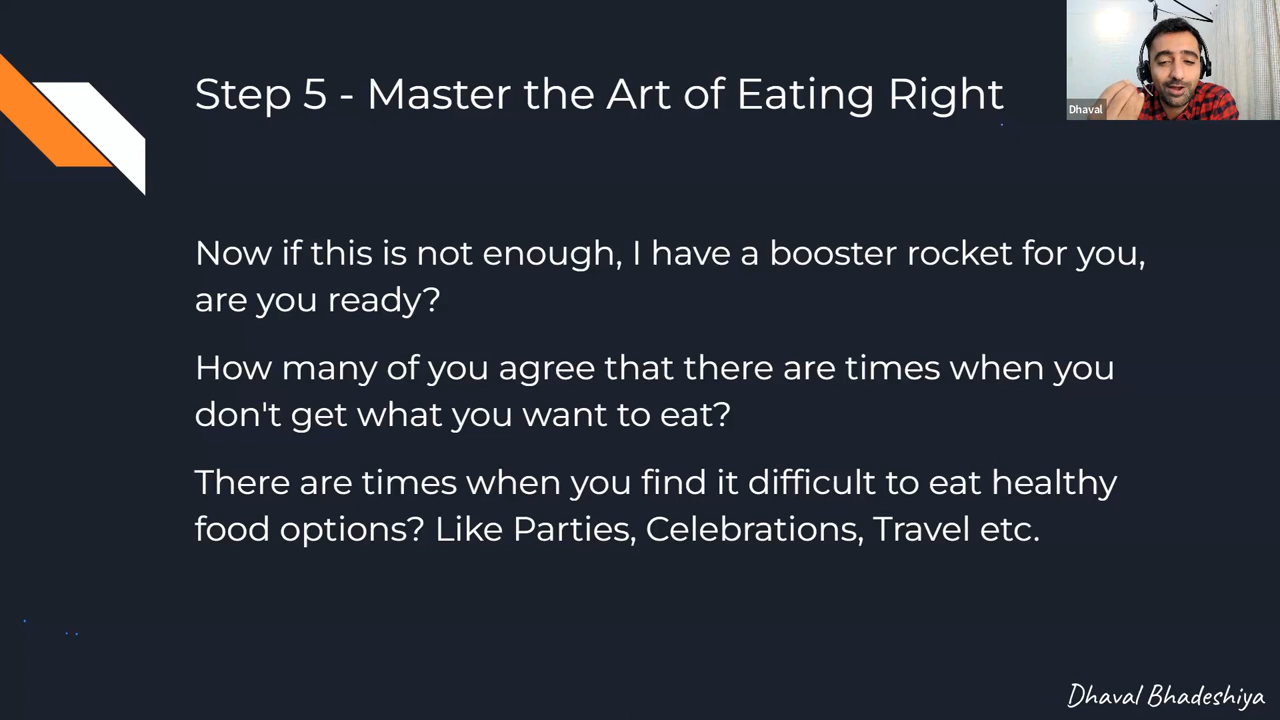 Step 5 - Master the Art of Eating Right
Dhaval
Now if this is not enough, I have a booster rocket for you,
are you ready?
How many of you agree that there are times when you
don't get what you want to eat?
There are times when you find it difficult to eat healthy
food options? Like Parties, Celebrations, Travel etc.
Dhaval Bhadeshiya